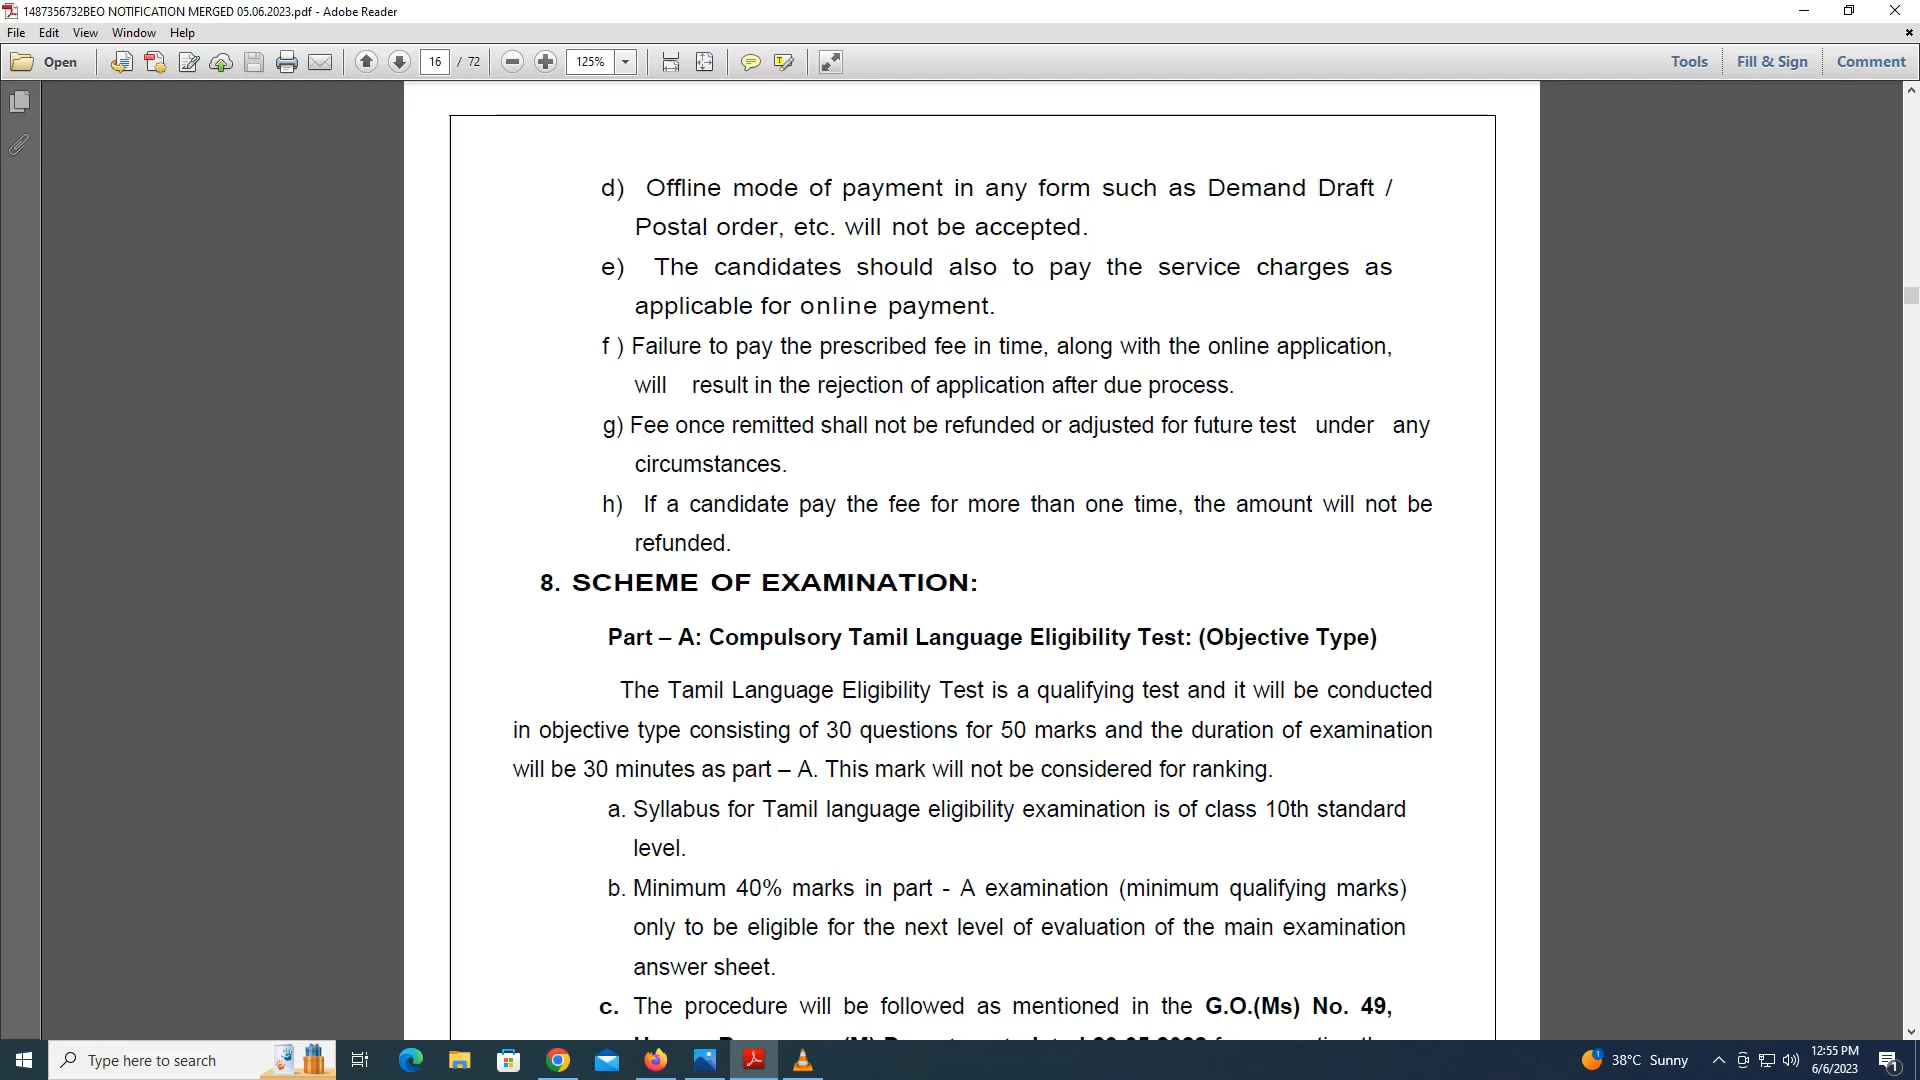 1487356732BEO NOTIFICATION MERGED 05.06.2023.pdf - Adobe Reader
File Edit View Window Help
Open 16 / 72 125% Tools Fill & Sign Comment
d) Offline mode of payment in any form such as Demand Draft /
Postal order, etc. will not be accepted.
e) The candidates should also to pay the service charges as
applicable for online payment.
f ) Failure to pay the prescribed fee in time, along with the online application,
will result in the rejection of application after due process.
g) Fee once remitted shall not be refunded or adjusted for future test under any
circumstances.
h) If a candidate pay the fee for more than one time, the amount will not be
refunded.
8. SCHEME OF EXAMINATION:
Part – A: Compulsory Tamil Language Eligibility Test: (Objective Type)
The Tamil Language Eligibility Test is a qualifying test and it will be conducted
in objective type consisting of 30 questions for 50 marks and the duration of examination
will be 30 minutes as part – A. This mark will not be considered for ranking.
a. Syllabus for Tamil language eligibility examination is of class 10th standard
level.
b. Minimum 40% marks in part - A examination (minimum qualifying marks)
only to be eligible for the next level of evaluation of the main examination
answer sheet.
c. The procedure will be followed as mentioned in the G.O.(Ms) No. 49,
Type here to search
38°C Sunny
12:55 PM
6/6/2023